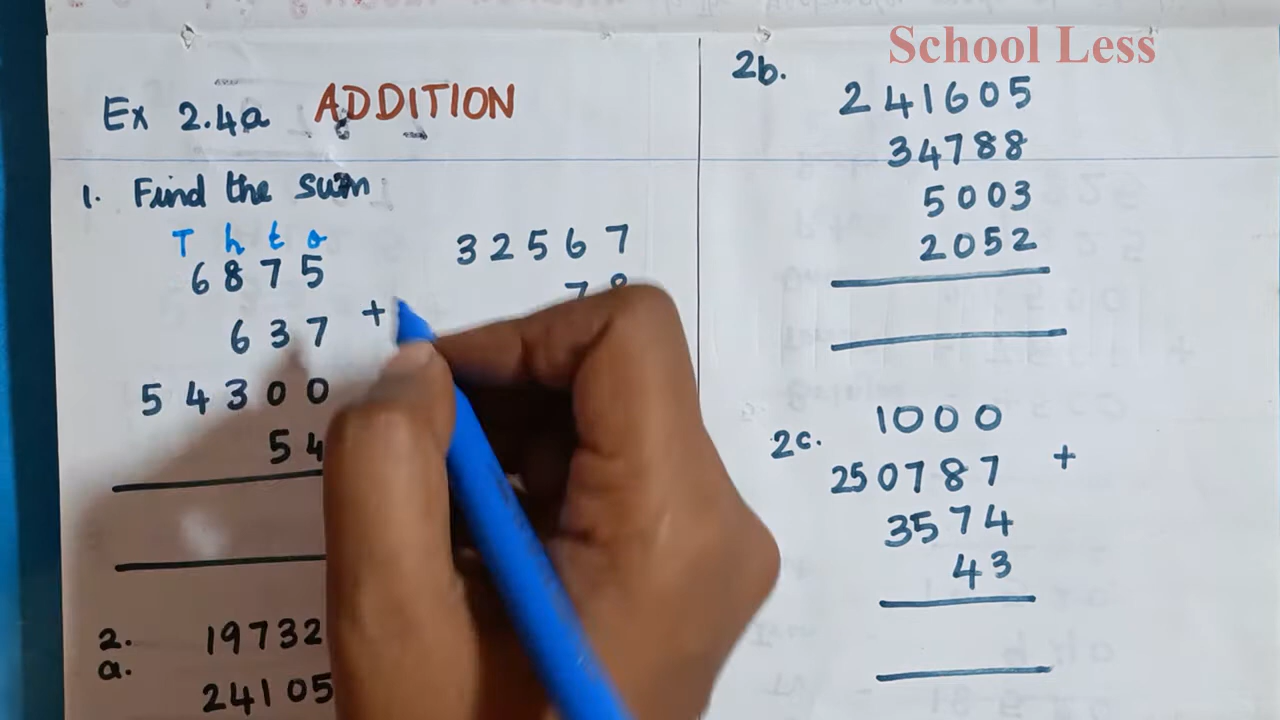 School Less
Ex 2.4a ADDITION
1. Find the sum
T h t o
6875
637 +
54300
54
32567
2.
a.
19732
24105
2b.
241605
34788
5003
2052
2c.
1000
250787 +
3574
43